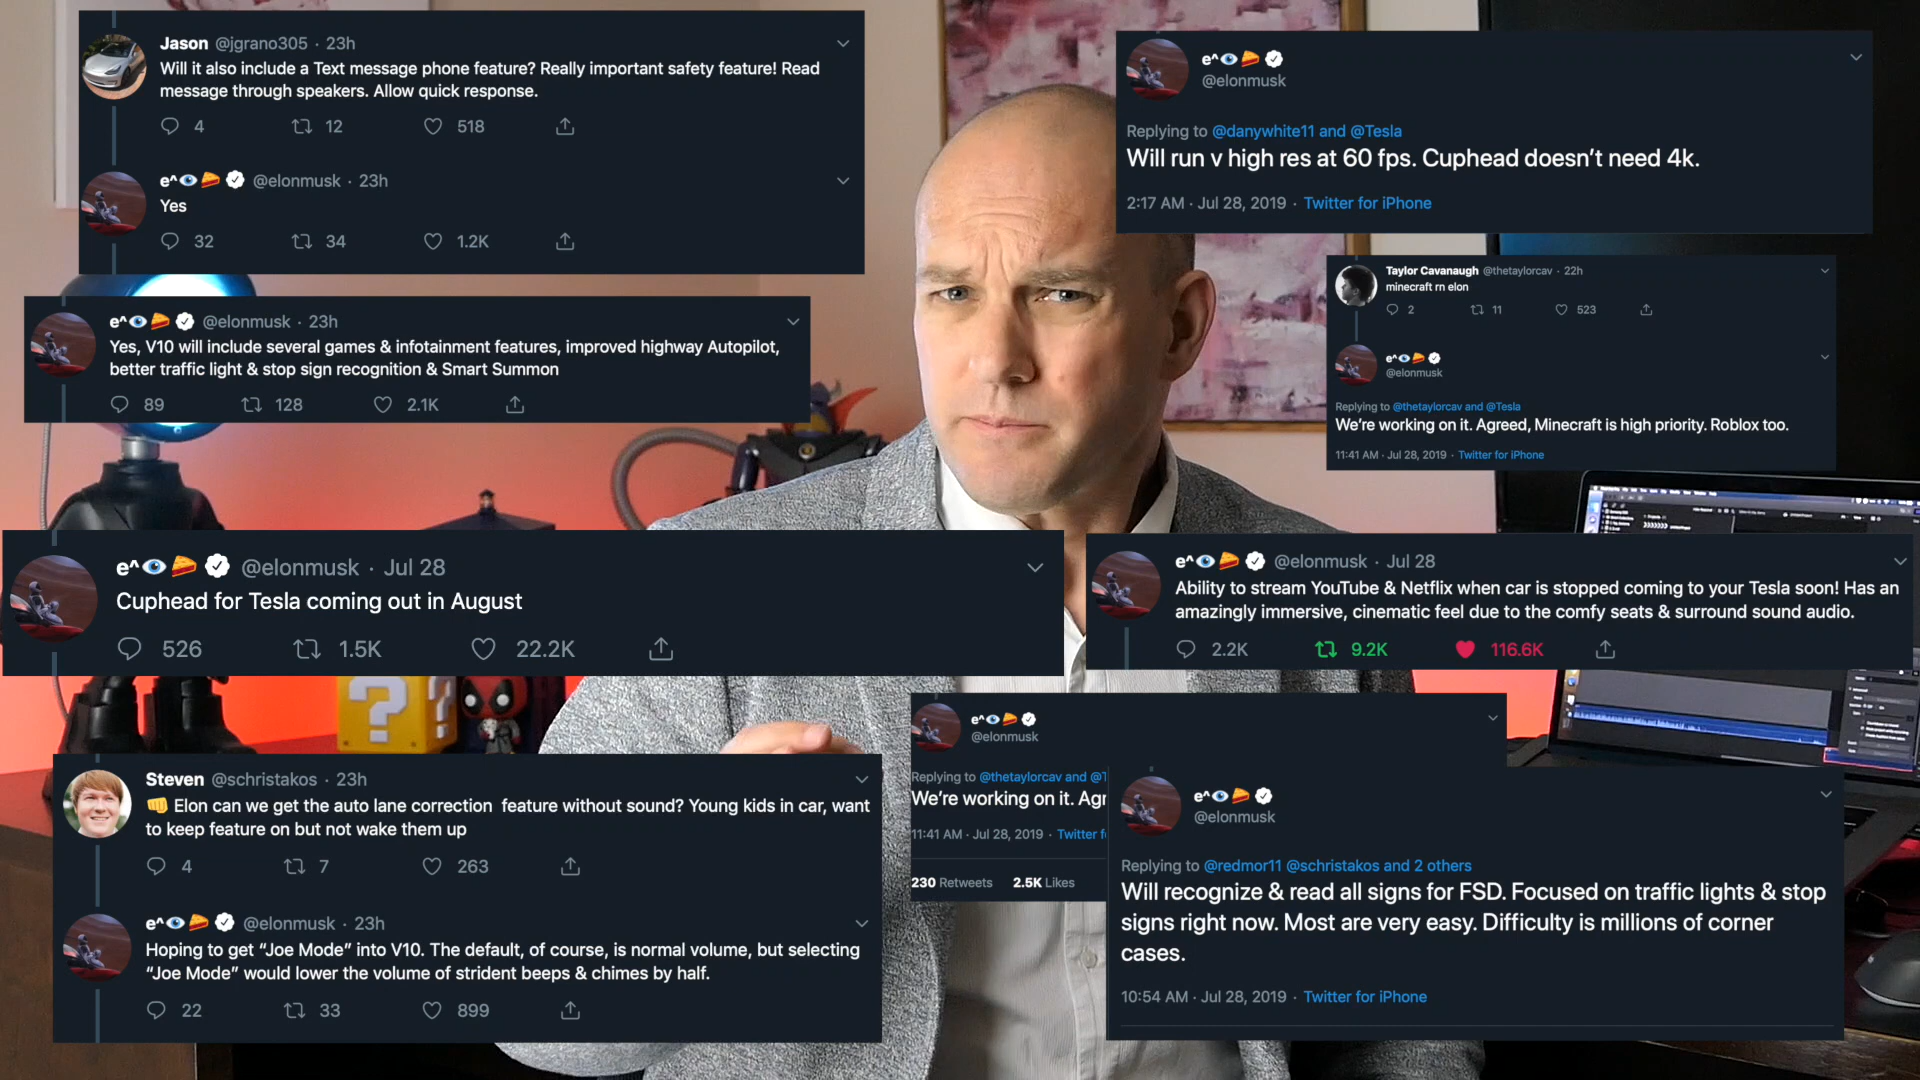 Jason @jgrano305 · 23h
Will it also include a Text message phone feature? Really important safety feature! Read
message through speakers. Allow quick response.
4 12 518
e^👁🧀 @elonmusk · 23h
Yes
32 34 1.2K
e^👁🧀 @elonmusk · 23h
Yes, V10 will include several games & infotainment features, improved highway Autopilot,
better traffic light & stop sign recognition & Smart Summon
89 128 2.1K
e^👁🧀
@elonmusk
Replying to @danywhite11 and @Tesla
Will run v high res at 60 fps. Cuphead doesn’t need 4k.
2:17 AM · Jul 28, 2019 · Twitter for iPhone
Taylor Cavanaugh @thetaylorcav · 22h
minecraft rn elon
2 11 523
e^👁🧀
@elonmusk
Replying to @thetaylorcav and @Tesla
We’re working on it. Agreed, Minecraft is high priority. Roblox too.
11:41 AM · Jul 28, 2019 · Twitter for iPhone
e^👁🧀 @elonmusk · Jul 28
Cuphead for Tesla coming out in August
526 1.5K 22.2K
e^👁🧀 @elonmusk · Jul 28
Ability to stream YouTube & Netflix when car is stopped coming to your Tesla soon! Has an
amazingly immersive, cinematic feel due to the comfy seats & surround sound audio.
2.2K 9.2K 116.6K
Steven @schristakos · 23h
👊 Elon can we get the auto lane correction feature without sound? Young kids in car, want
to keep feature on but not wake them up
4 7 263
e^👁🧀 @elonmusk · 23h
Hoping to get “Joe Mode” into V10. The default, of course, is normal volume, but selecting
“Joe Mode” would lower the volume of strident beeps & chimes by half.
22 33 899
e^👁🧀
@elonmusk
Replying to @thetaylorcav and @T
We’re working on it. Agr
11:41 AM · Jul 28, 2019 · Twitter f
230 Retweets 2.5K Likes
e^👁🧀
@elonmusk
Replying to @redmor11 @schristakos and 2 others
Will recognize & read all signs for FSD. Focused on traffic lights & stop
signs right now. Most are very easy. Difficulty is millions of corner
cases.
10:54 AM · Jul 28, 2019 · Twitter for iPhone
?
?